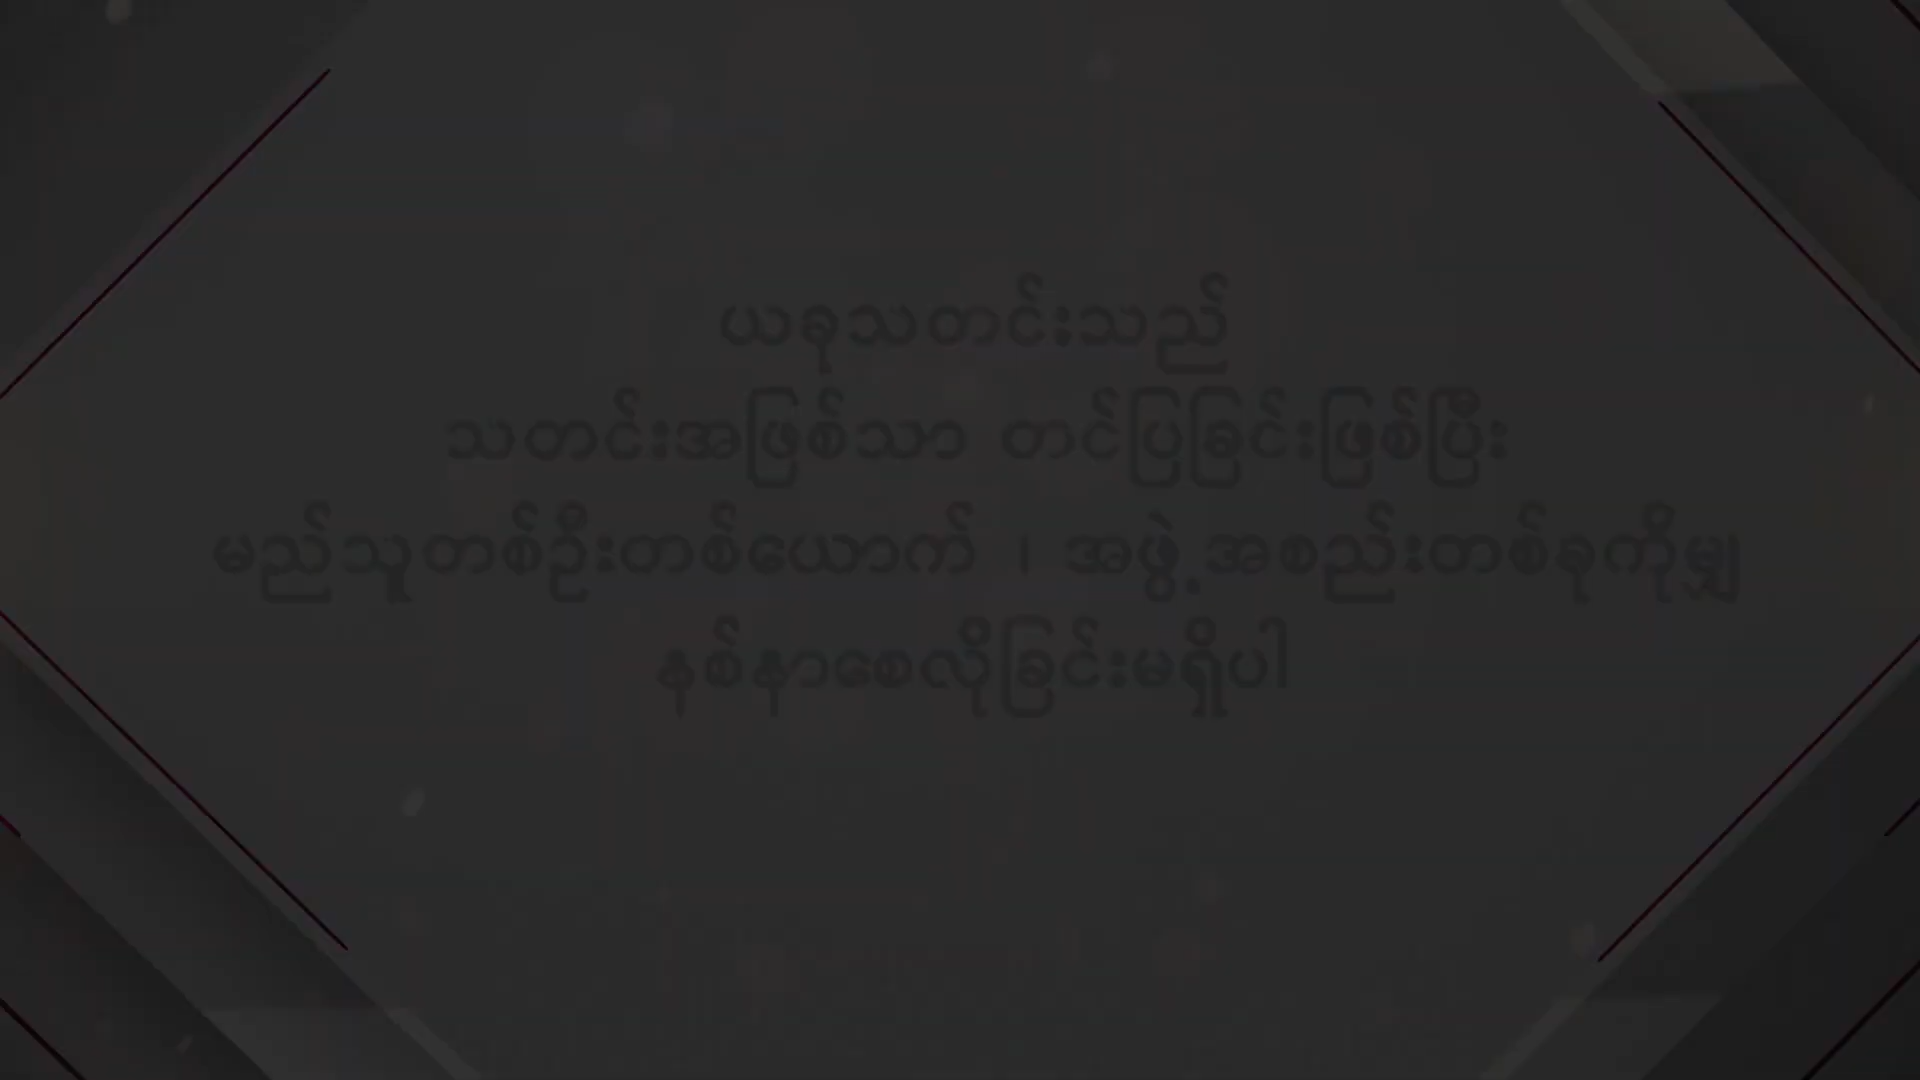 ယခုသတင်းသည်
သတင်းအဖြစ်သာ တင်ပြခြင်းဖြစ်ပြီး
မည်သူတစ်ဦးတစ်ယောက် ၊ အဖွဲ့အစည်းတစ်ခုကိုမျှ
နစ်နာစေလိုခြင်းမရှိပါ